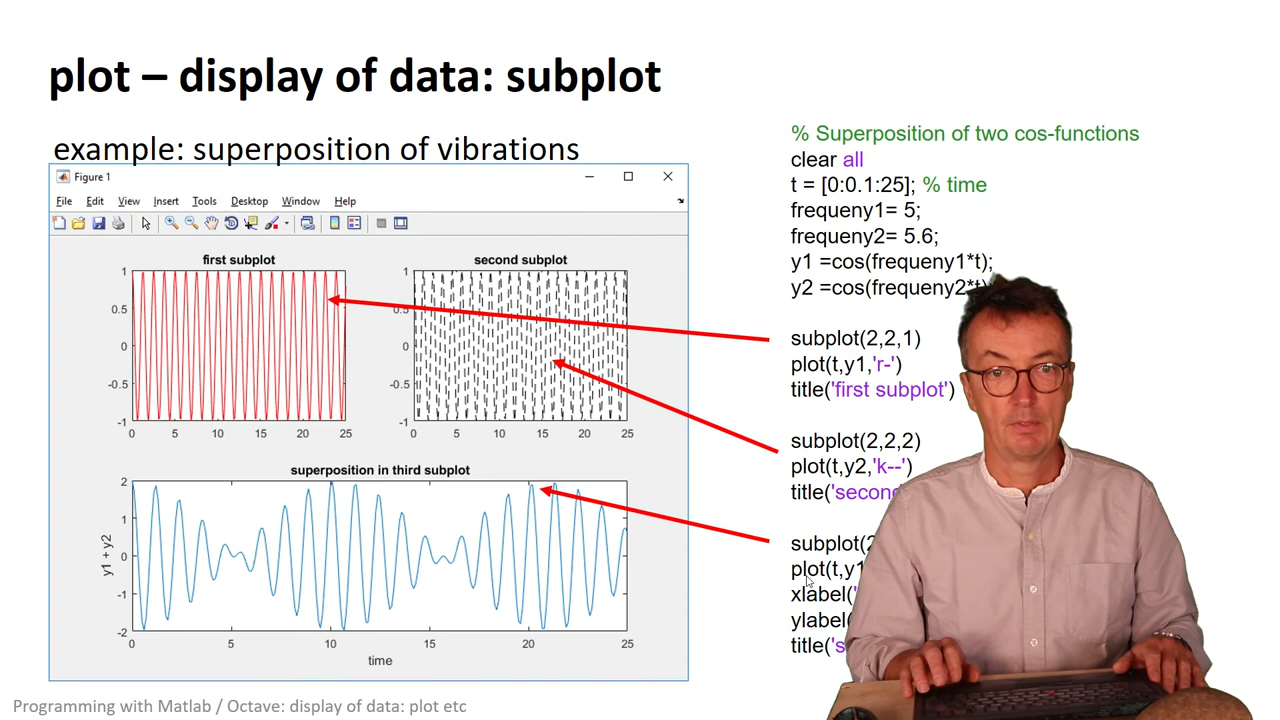 plot – display of data: subplot
example: superposition of vibrations
Figure 1
File Edit View Insert Tools Desktop Window Help
first subplot
1
0.5
0
-0.5
-1
0 5 10 15 20 25
second subplot
1
0.5
0
-0.5
-1
0 5 10 15 20 25
superposition in third subplot
2
1
0
-1
-2
y1 + y2
0 5 10 15 20 25
time
% Superposition of two cos-functions
clear all
t = [0:0.1:25]; % time
frequeny1= 5;
frequeny2= 5.6;
y1 =cos(frequeny1*t);
y2 =cos(frequeny2*t)
subplot(2,2,1)
plot(t,y1,'r-')
title('first subplot')
subplot(2,2,2)
plot(t,y2,'k--')
title('second
subplot(2
plot(t,y1
xlabel('
ylabel(
title('s
Programming with Matlab / Octave: display of data: plot etc